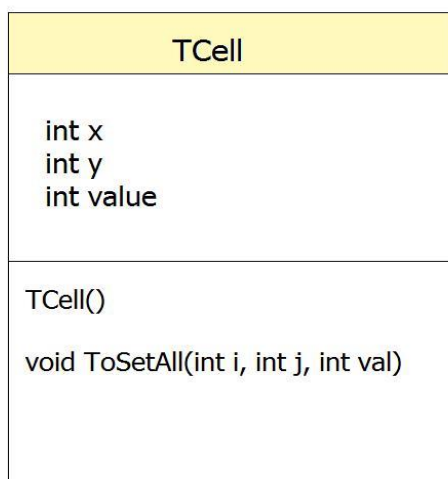 TCell
int x
int y
int value
TCell()
void ToSetAll(int i, int j, int val)